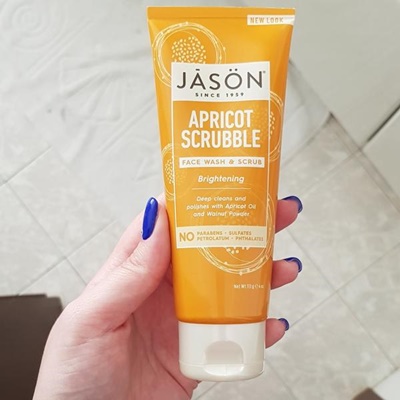 NEW LOOK
JĀSÖN
SINCE 1959
APRICOT
SCRUBBLE
FACE WASH & SCRUB
Brightening
Deep cleans and
polishes with Apricot Oil
and Walnut Powder
NO PARABENS • SULFATES
PETROLATUM • PHTHALATES